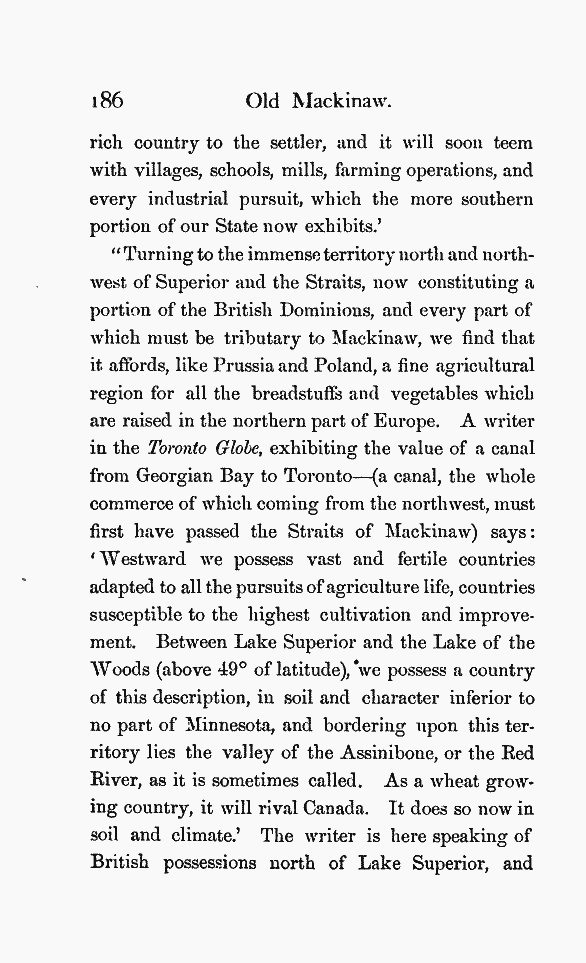 186 Old Mackinaw.
rich country to the settler, and it will soon teem
with villages, schools, mills, farming operations, and
every industrial pursuit, which the more southern
portion of our State now exhibits.'
"Turning to the immense territory north and north-
west of Superior and the Straits, now constituting a
portion of the British Dominions, and every part of
which must be tributary to Mackinaw, we find that
it affords, like Prussia and Poland, a fine agricultural
region for all the breadstuffs and vegetables which
are raised in the northern part of Europe. A writer
in the Toronto Globe, exhibiting the value of a canal
from Georgian Bay to Toronto—(a canal, the whole
commerce of which coming from the northwest, must
first have passed the Straits of Mackinaw) says:
'Westward we possess vast and fertile countries
adapted to all the pursuits of agriculture life, countries
susceptible to the highest cultivation and improve-
ment. Between Lake Superior and the Lake of the
Woods (above 49° of latitude), we possess a country
of this description, in soil and character inferior to
no part of Minnesota, and bordering upon this ter-
ritory lies the valley of the Assinibone, or the Red
River, as it is sometimes called. As a wheat grow-
ing country, it will rival Canada. It does so now in
soil and climate.' The writer is here speaking of
British possessions north of Lake Superior, and